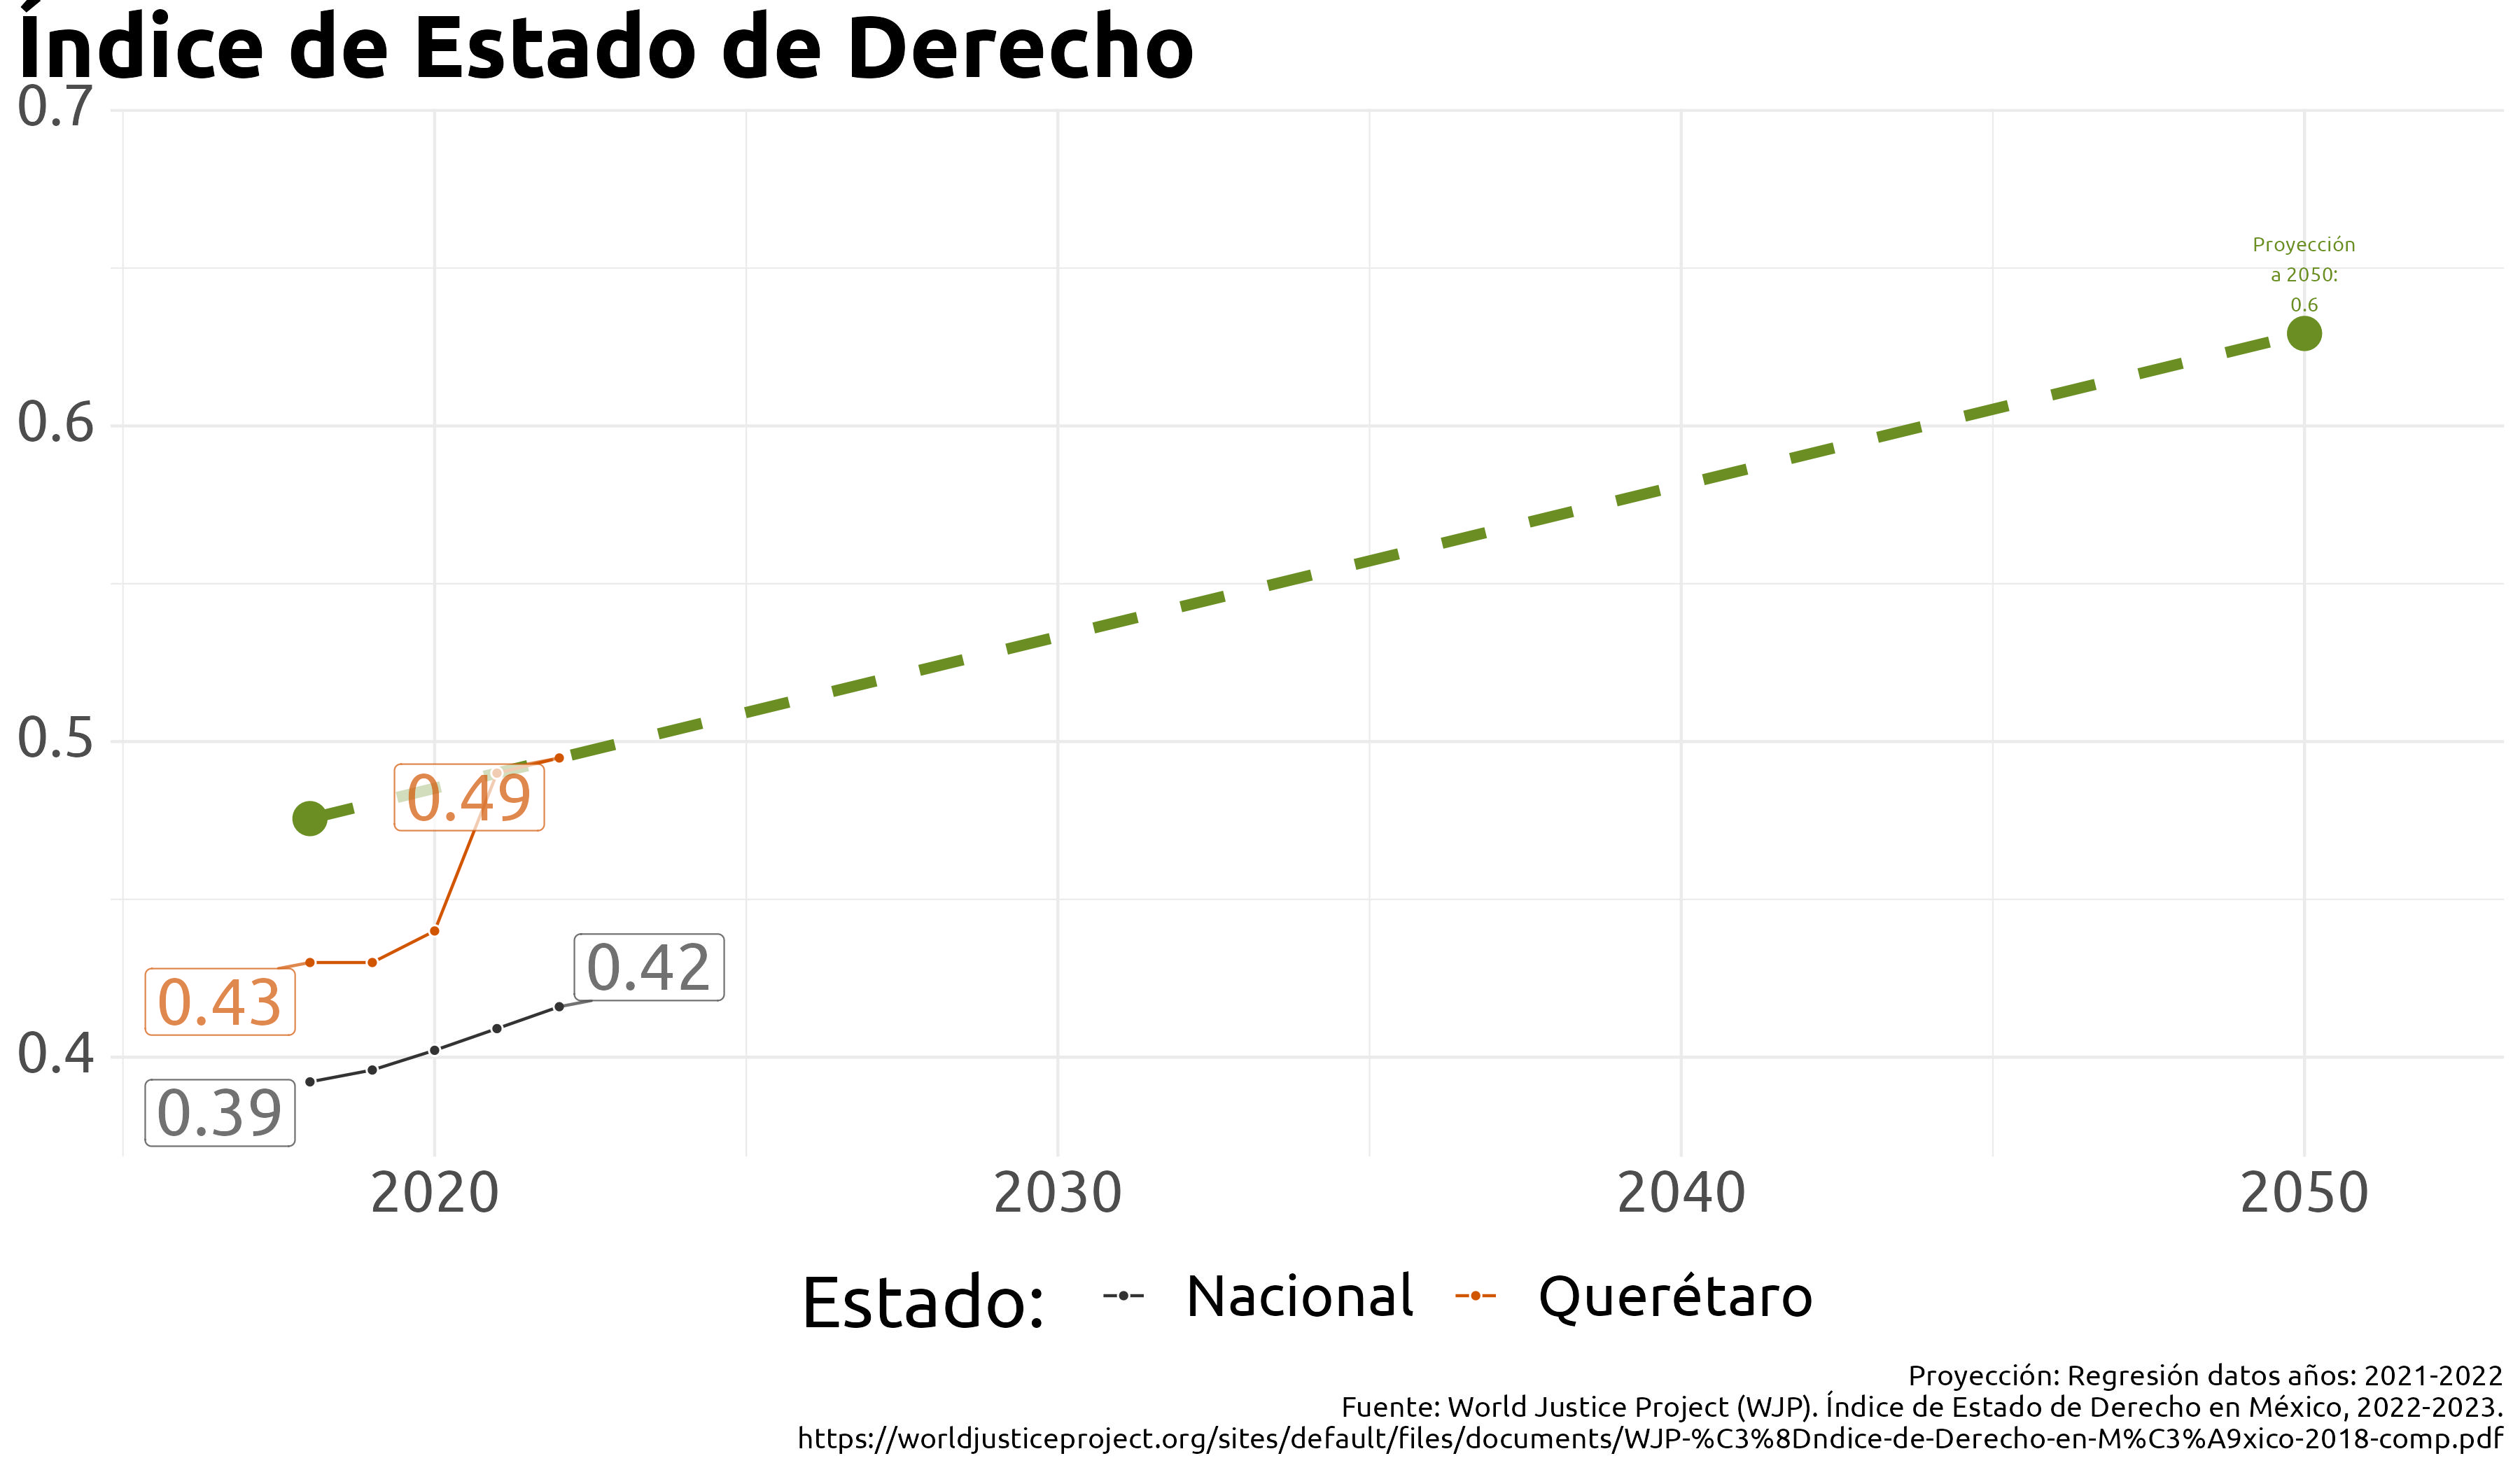 Índice de Estado de Derecho
0.7
Proyección
a 2050:
0.6
0.6
0.5
0.49
0.42
0.43
0.4
0.39
2020 2030 2040 2050
Estado: Nacional Querétaro
Proyección: Regresión datos años: 2021-2022
Fuente: World Justice Project (WJP). Índice de Estado de Derecho en México, 2022-2023.
https://worldjusticeproject.org/sites/default/files/documents/WJP-%C3%8Dndice-de-Derecho-en-M%C3%A9xico-2018-comp.pdf